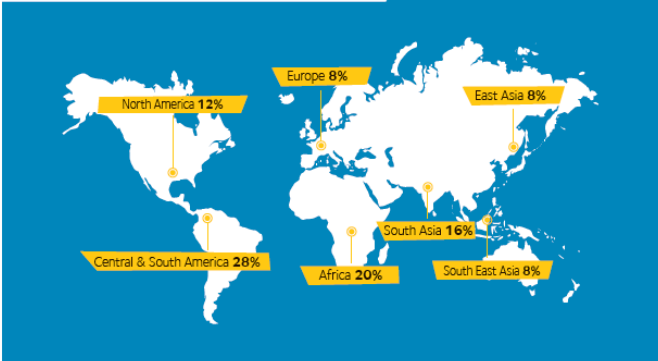 Europe 8%
East Asia 8%
North America 12%
South Asia 16%
Central & South America 28%
Africa 20%
South East Asia 8%